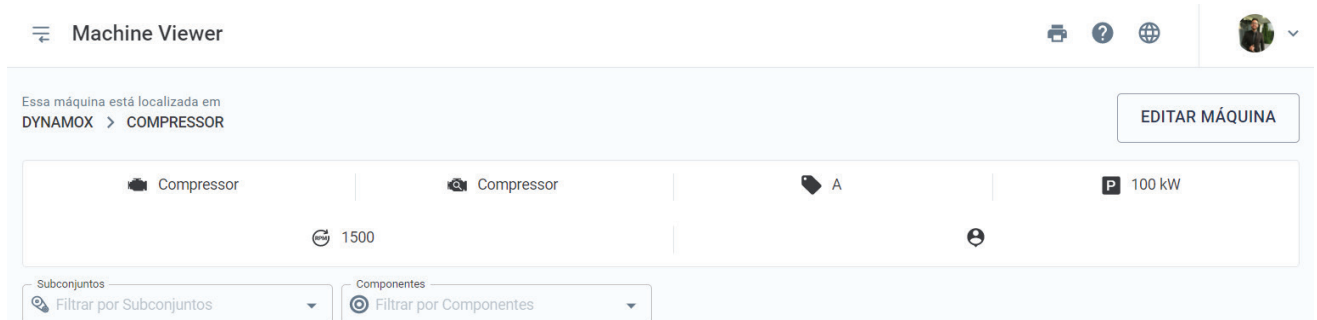 Machine Viewer
Essa máquina está localizada em
DYNAMOX > COMPRESSOR
EDITAR MÁQUINA
Compressor
Compressor
A
P 100 kW
RPM 1500
Subconjuntos
Filtrar por Subconjuntos
Componentes
Filtrar por Componentes